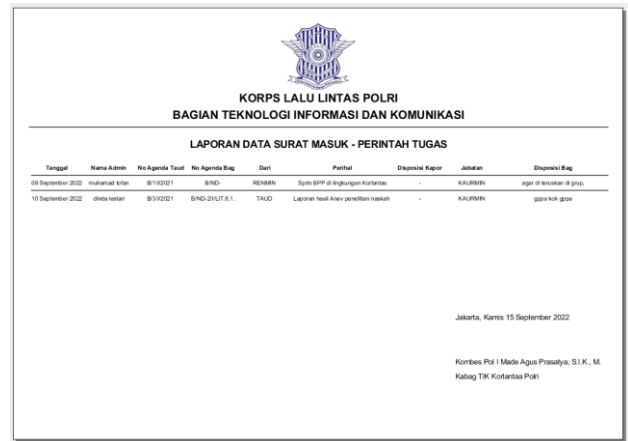 KORPS LALU LINTAS POLRI
BAGIAN TEKNOLOGI INFORMASI DAN KOMUNIKASI
LAPORAN DATA SURAT MASUK - PERINTAH TUGAS
Tanggal Nama Admin No Agenda Taud No Agenda Bag Dari Perihal Disposisi Kapor Jabatan Disposisi Bag
09 September 2022 muhamad tofan B/1/I/2021 B/ND- RENMIN Sprin BPP di lingkungan Korlantas - KAURMIN agar di teruskan di grup,
10 September 2022 dinda lestari B/3/I/2021 B/ND-2/I/LIT.6.1. TAUD Laporan hasil Anev penelitian naskah - KAURMIN gppa kok gppa
Jakarta, Kamis 15 September 2022
Kombes Pol I Made Agus Prasatya, S.I.K., M.
Kabag TIK Korlantaa Polri